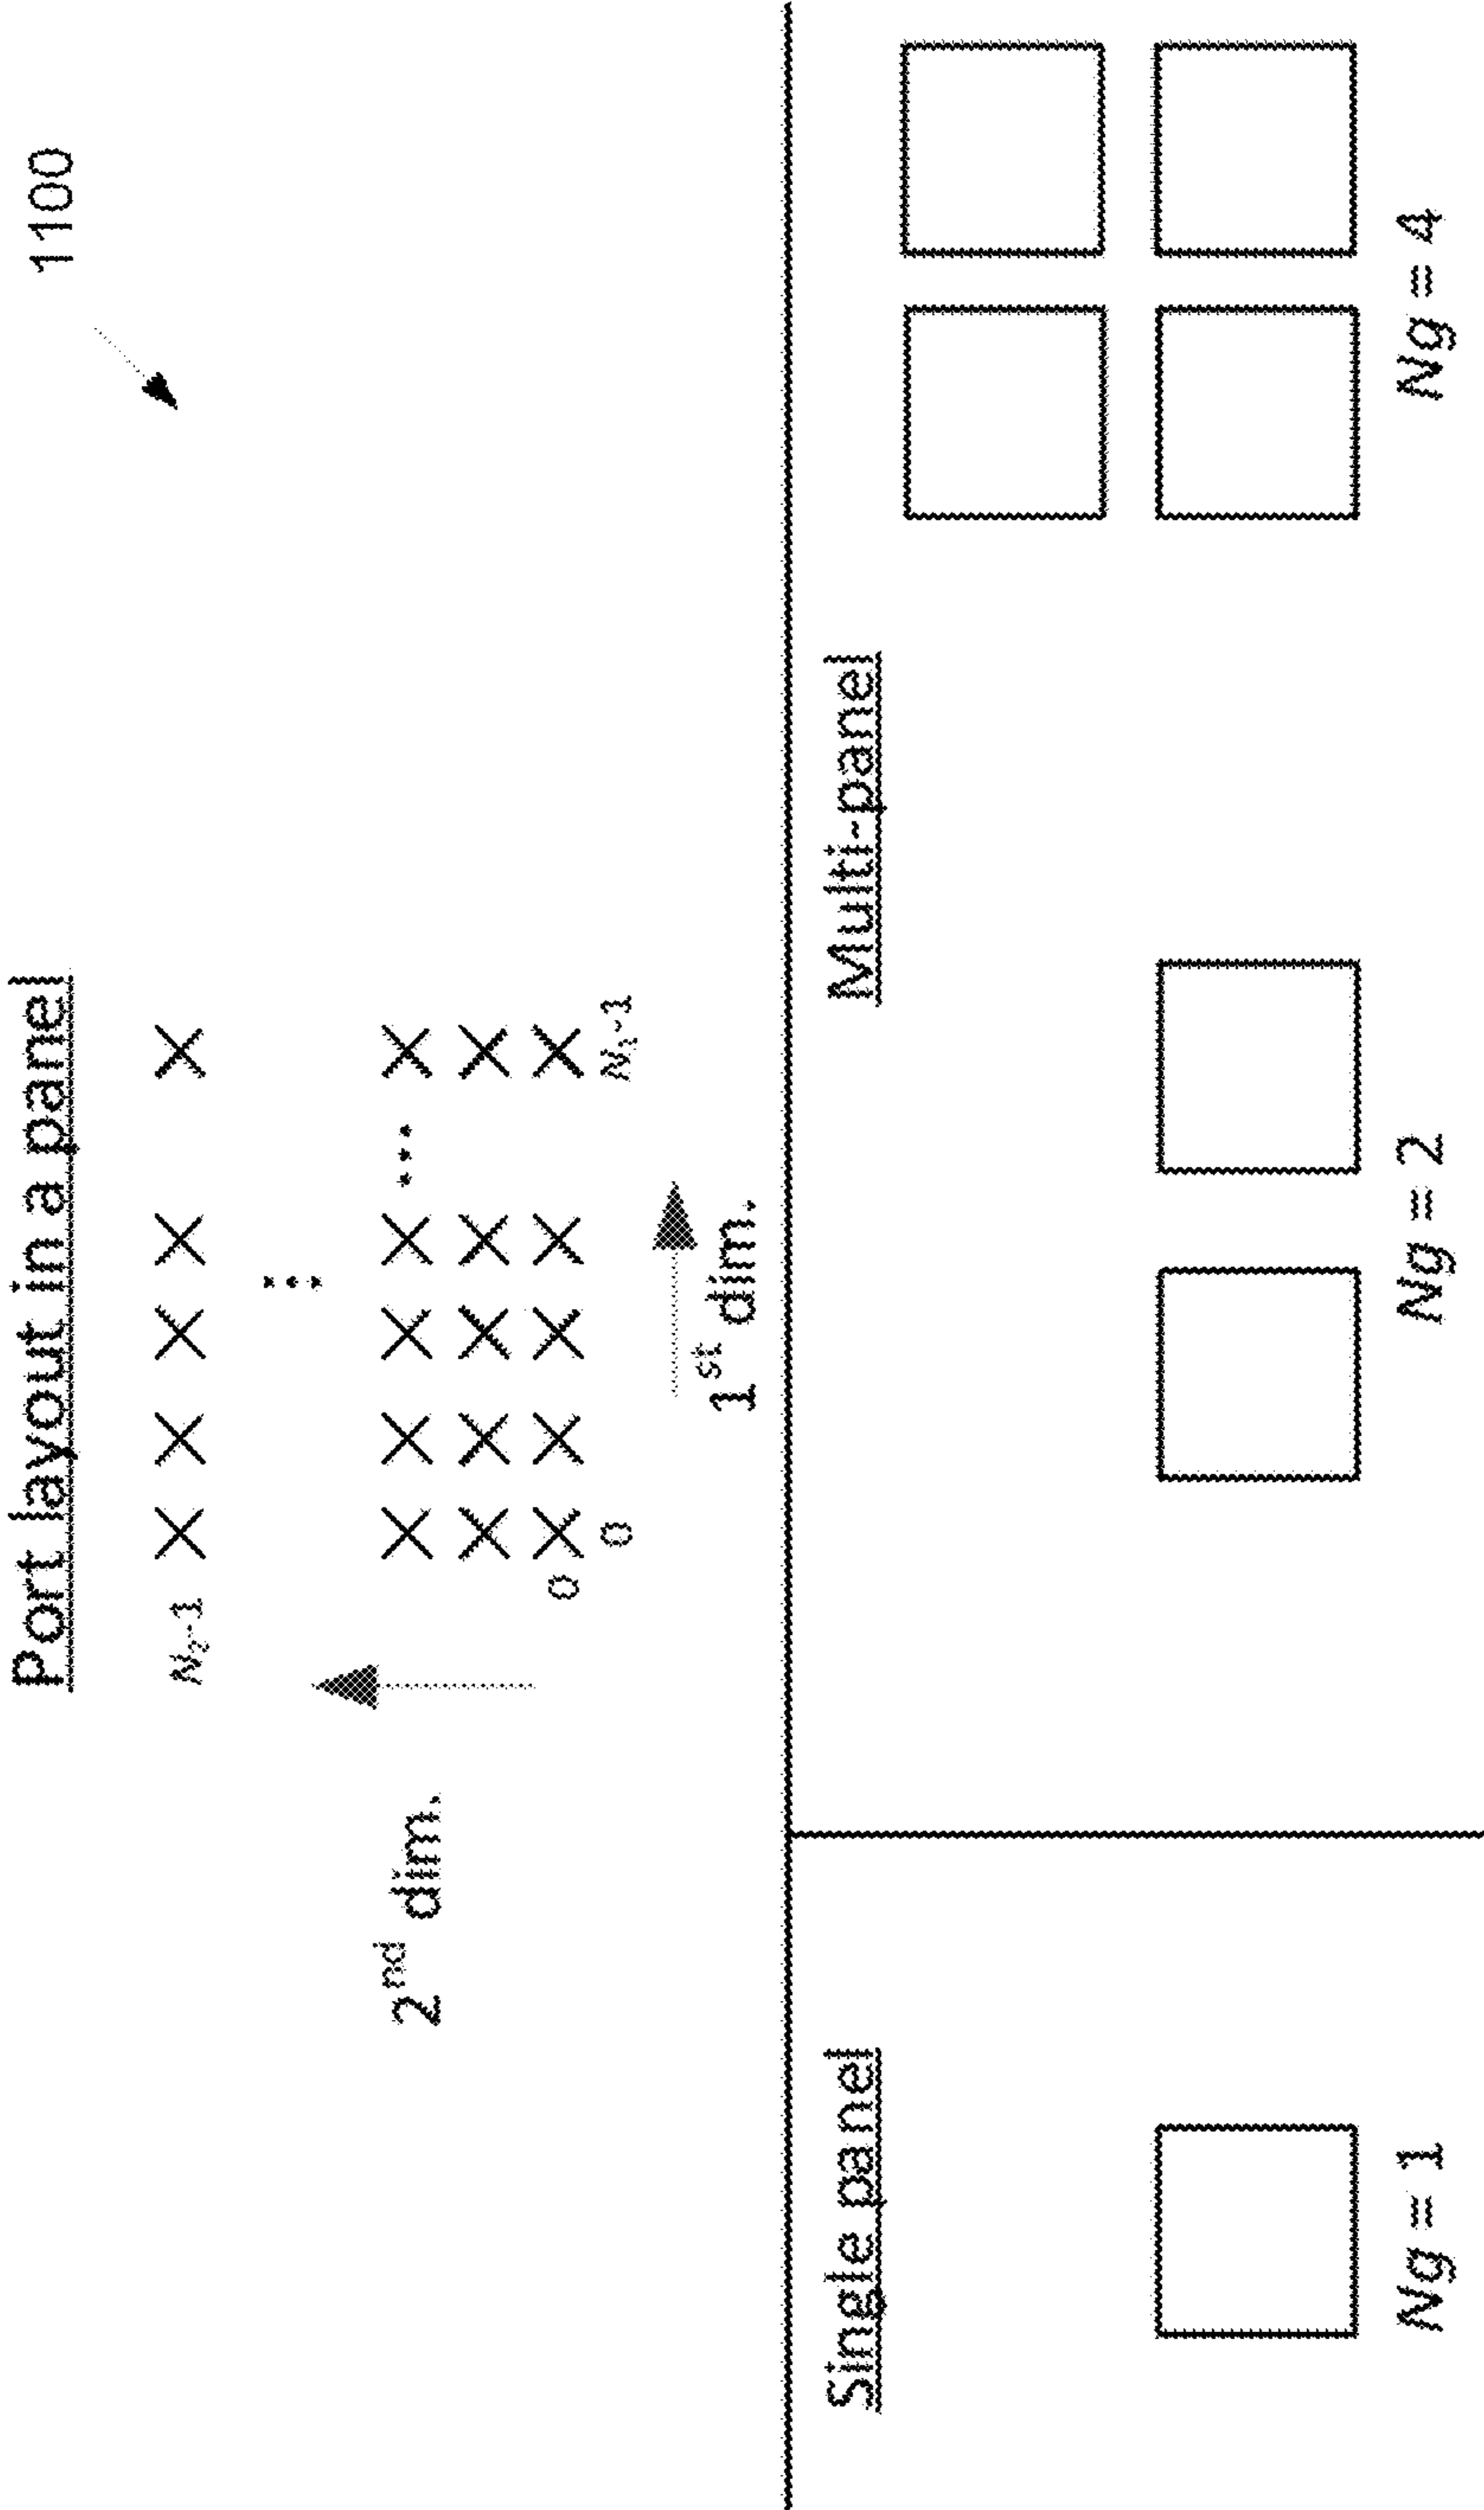 1100
Port layout in a panel
N₂-1
2nd dim.
0
0
N₁-1
1st dim.
Single panel
Multi-panel
Ng = 1
Ng = 2
Ng = 4